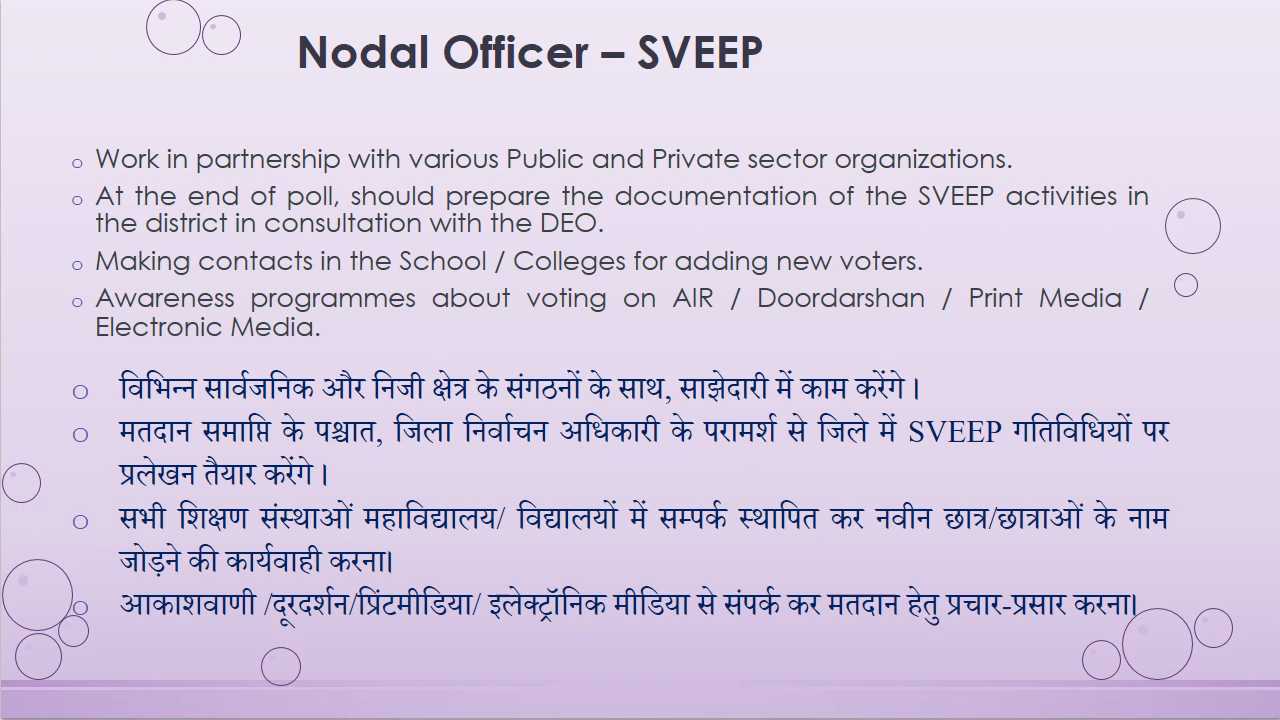 Nodal Officer – SVEEP
Work in partnership with various Public and Private sector organizations.
At the end of poll, should prepare the documentation of the SVEEP activities in
the district in consultation with the DEO.
Making contacts in the School / Colleges for adding new voters.
Awareness programmes about voting on AIR / Doordarshan / Print Media /
Electronic Media.
विभिन्न सार्वजनिक और निजी क्षेत्र के संगठनों के साथ, साझेदारी में काम करेंगे ।
मतदान समाप्ति के पश्चात, जिला निर्वाचन अधिकारी के परामर्श से जिले में SVEEP गतिविधियों पर
प्रलेखन तैयार करेंगे ।
सभी शिक्षण संस्थाओं महाविद्यालय/ विद्यालयों में सम्पर्क स्थापित कर नवीन छात्र/छात्राओं के नाम
जोड़ने की कार्यवाही करना।
आकाशवाणी /दूरदर्शन/प्रिंटमीडिया/ इलेक्ट्रॉनिक मीडिया से संपर्क कर मतदान हेतु प्रचार-प्रसार करना।